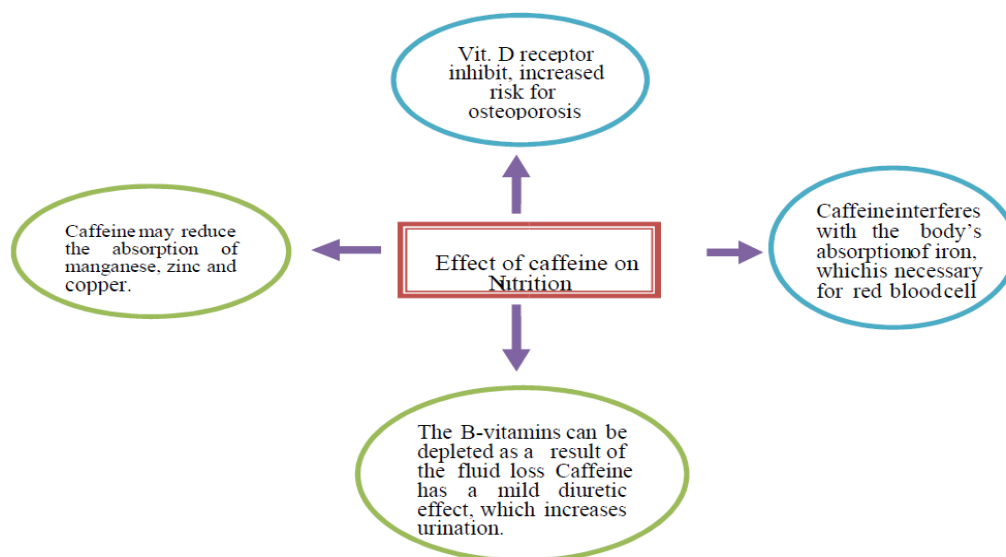 Vit. D receptor
inhibit, increased
risk for
osteoporosis
Caffeine may reduce
the absorption of
manganese, zinc and
copper.
Effect of caffeine on
Nitrition
Caffeineinterferes
with the body's
absorptionof iron,
whichis necessary
for red bloodcell
The B-vitamins can be
depleted as a result of
the fluid loss Caffeine
has a mild diuretic
effect, which increases
urination.